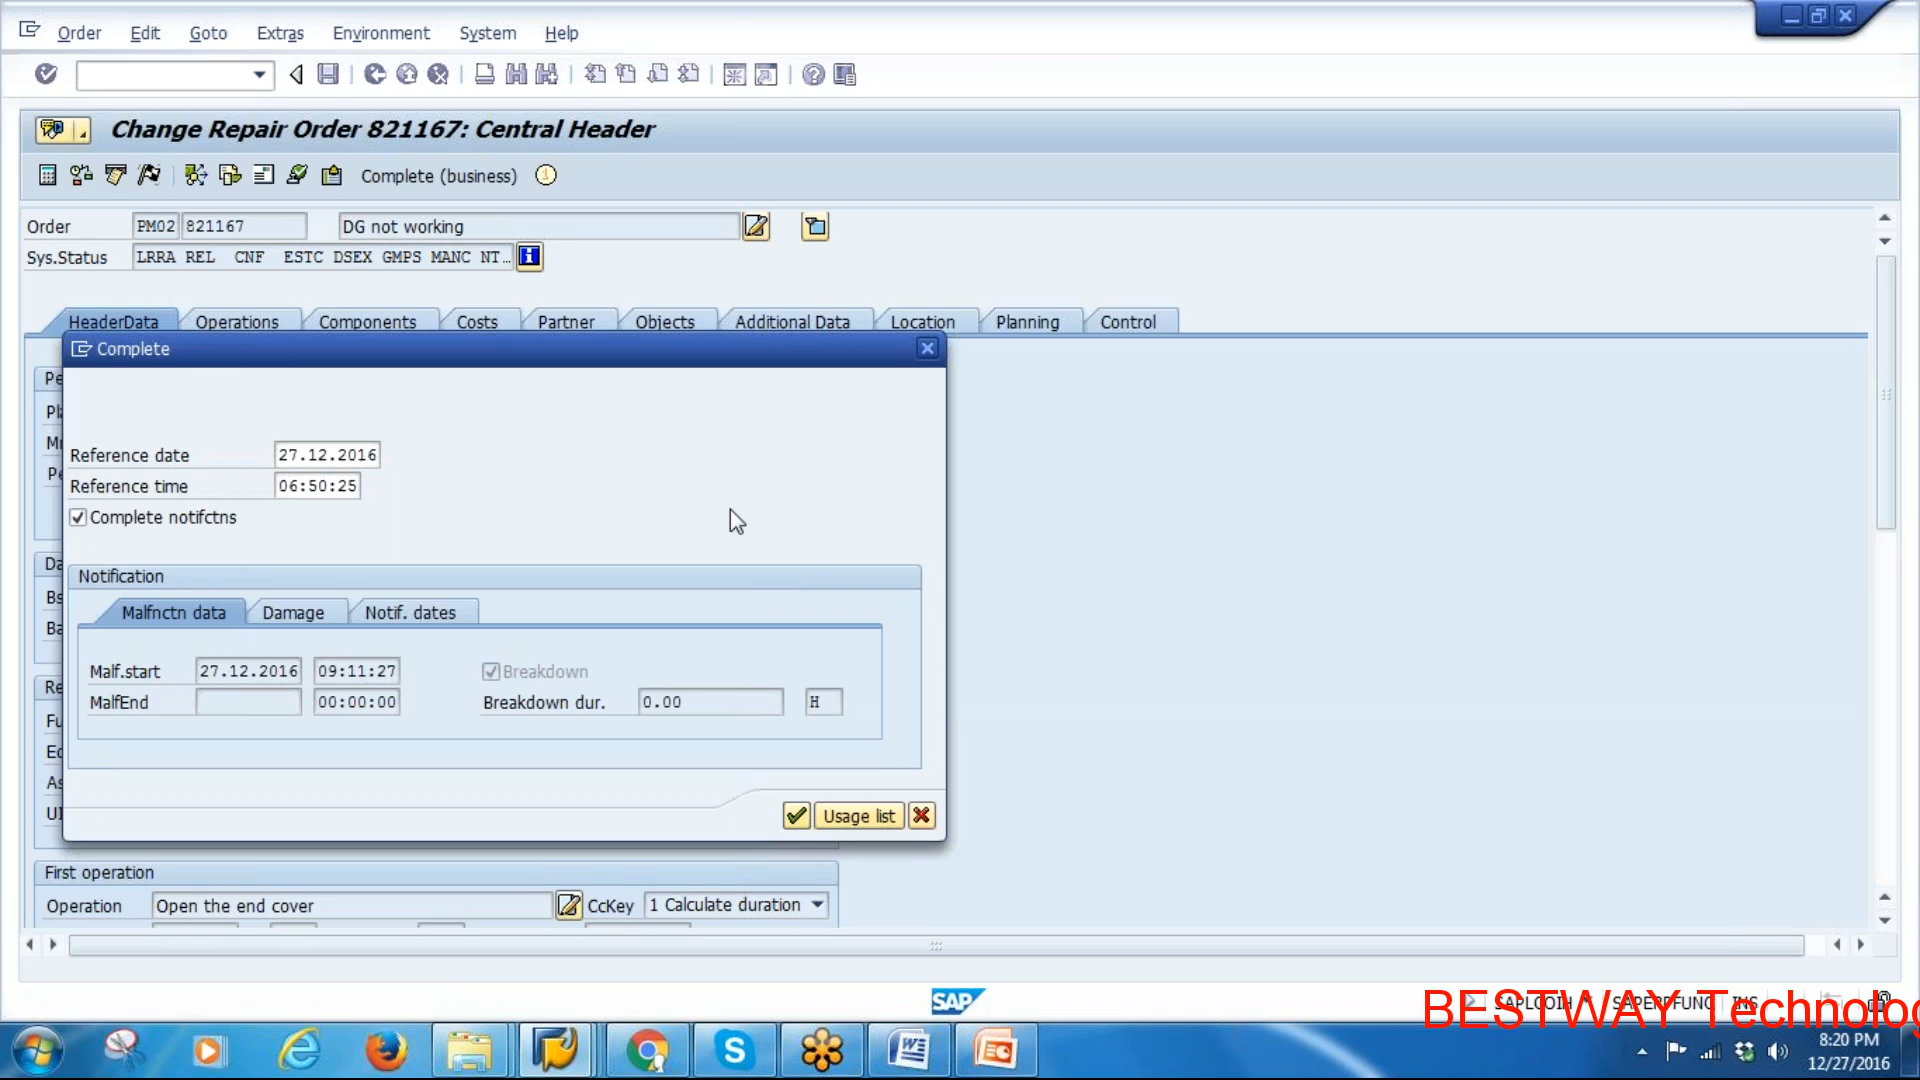 Order Edit Goto Extras Environment System Help
Change Repair Order 821167: Central Header
Complete (business)
Order PM02 821167 DG not working
Sys.Status LRRA REL CNF ESTC DSEX GMPS MANC NT...
HeaderData Operations Components Costs Partner Objects Additional Data Location Planning Control
Complete
Pe
Reference date 27.12.2016
Reference time 06:50:25
Complete notifctns
Notification
Malfnctn data Damage Notif. dates
Malf.start 27.12.2016 09:11:27 Breakdown
MalfEnd 00:00:00 Breakdown dur. 0.00 H
Usage list
First operation
Operation Open the end cover CcKey 1 Calculate duration
SAP
BESTWAY Technolog
INS
8:20 PM
12/27/2016